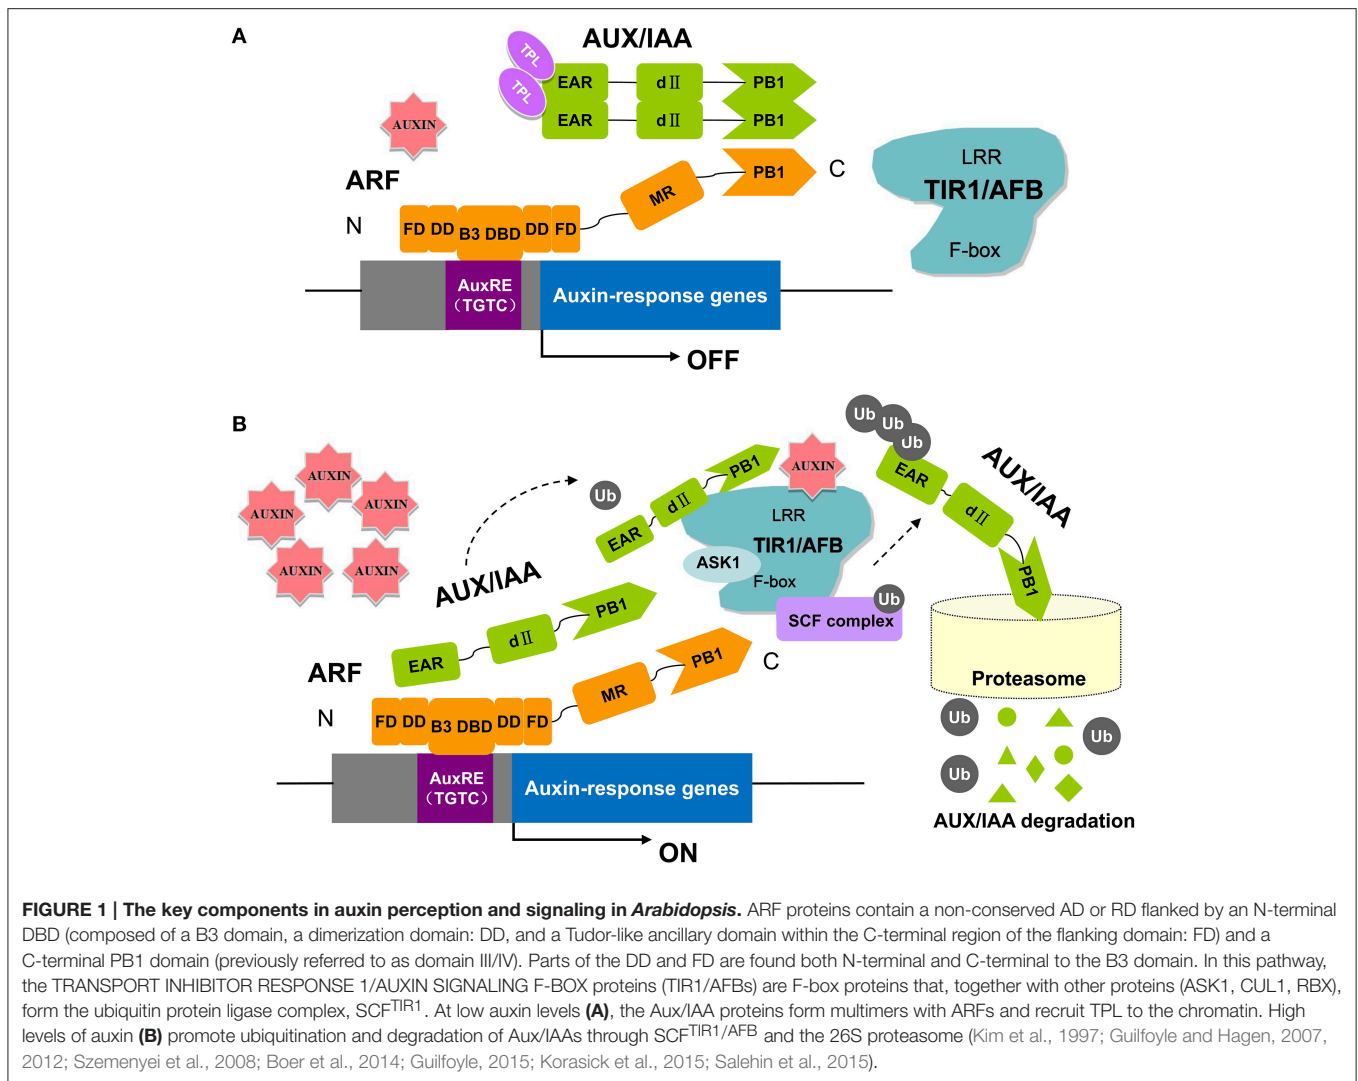 A
AUX/IAA
TPL
TPL
EAR
d II
PB1
EAR
d II
PB1
AUXIN
ARF
MR
PB1
C
LRR
TIR1/AFB
F-box
N
FD
DD
B3 DBD
DD
FD
AuxRE
（TGTC）
Auxin-response genes
OFF
B
AUXIN
AUXIN
AUXIN
AUXIN
AUXIN
Ub
EAR
d II
PB1
AUXIN
LRR
TIR1/AFB
ASK1
F-box
Ub
SCF complex
Ub
Ub
Ub
EAR
d II
PB1
AUX/IAA
AUX/IAA
EAR
d II
PB1
ARF
MR
PB1
C
N
FD
DD
B3 DBD
DD
FD
AuxRE
（TGTC）
Auxin-response genes
ON
Proteasome
Ub
Ub
Ub
AUX/IAA degradation
FIGURE 1 | The key components in auxin perception and signaling in Arabidopsis. ARF proteins contain a non-conserved AD or RD flanked by an N-terminal
DBD (composed of a B3 domain, a dimerization domain: DD, and a Tudor-like ancillary domain within the C-terminal region of the flanking domain: FD) and a
C-terminal PB1 domain (previously referred to as domain III/IV). Parts of the DD and FD are found both N-terminal and C-terminal to the B3 domain. In this pathway,
the TRANSPORT INHIBITOR RESPONSE 1/AUXIN SIGNALING F-BOX proteins (TIR1/AFBs) are F-box proteins that, together with other proteins (ASK1, CUL1, RBX),
form the ubiquitin protein ligase complex, SCFTIR1. At low auxin levels (A), the Aux/IAA proteins form multimers with ARFs and recruit TPL to the chromatin. High
levels of auxin (B) promote ubiquitination and degradation of Aux/IAAs through SCFTIR1/AFB and the 26S proteasome (Kim et al., 1997; Guilfoyle and Hagen, 2007,
2012; Szemenyei et al., 2008; Boer et al., 2014; Guilfoyle, 2015; Korasick et al., 2015; Salehin et al., 2015).